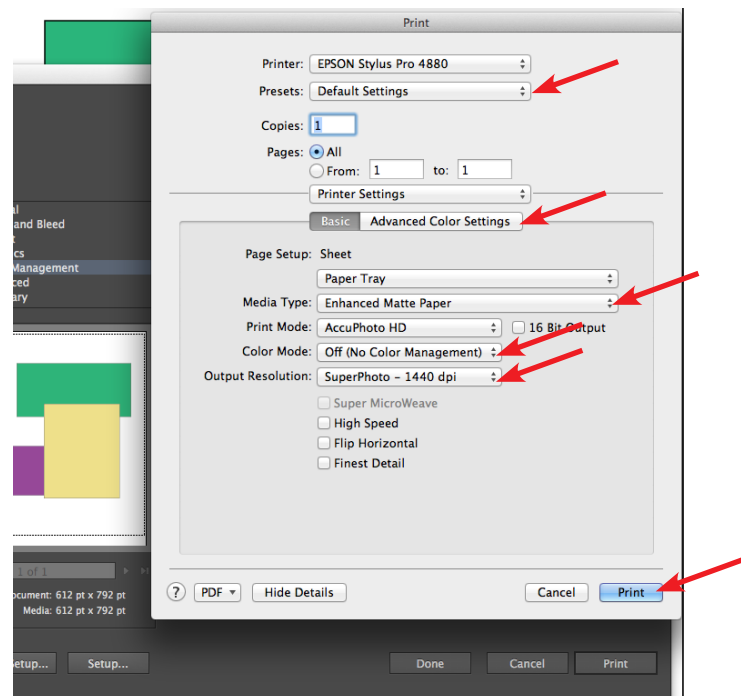 Print
Printer: EPSON Stylus Pro 4880
Presets: Default Settings
Copies: 1
Pages: All
From: 1 to: 1
Printer Settings
Basic Advanced Color Settings
Page Setup: Sheet
Paper Tray
Media Type: Enhanced Matte Paper
Print Mode: AccuPhoto HD 16 Bit Output
Color Mode: Off (No Color Management)
Output Resolution: SuperPhoto - 1440 dpi
Super MicroWeave
High Speed
Flip Horizontal
Finest Detail
? PDF Hide Details Cancel Print
and Bleed
Management
1 of 1
ocument: 612 pt x 792 pt
Media: 612 pt x 792 pt
etup... Setup... Done Cancel Print